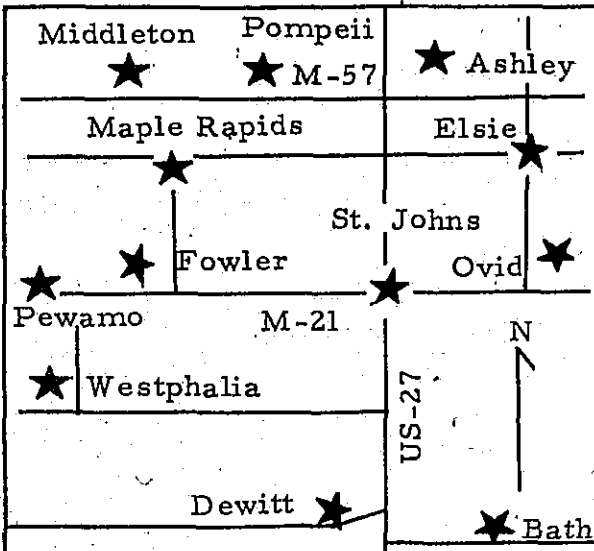 Middleton
Pompeii
M-57
Ashley
Maple Rapids
Elsie
St. Johns
Fowler
Ovid
Pewamo
M-21
N
Westphalia
US-27
Dewitt
Bath